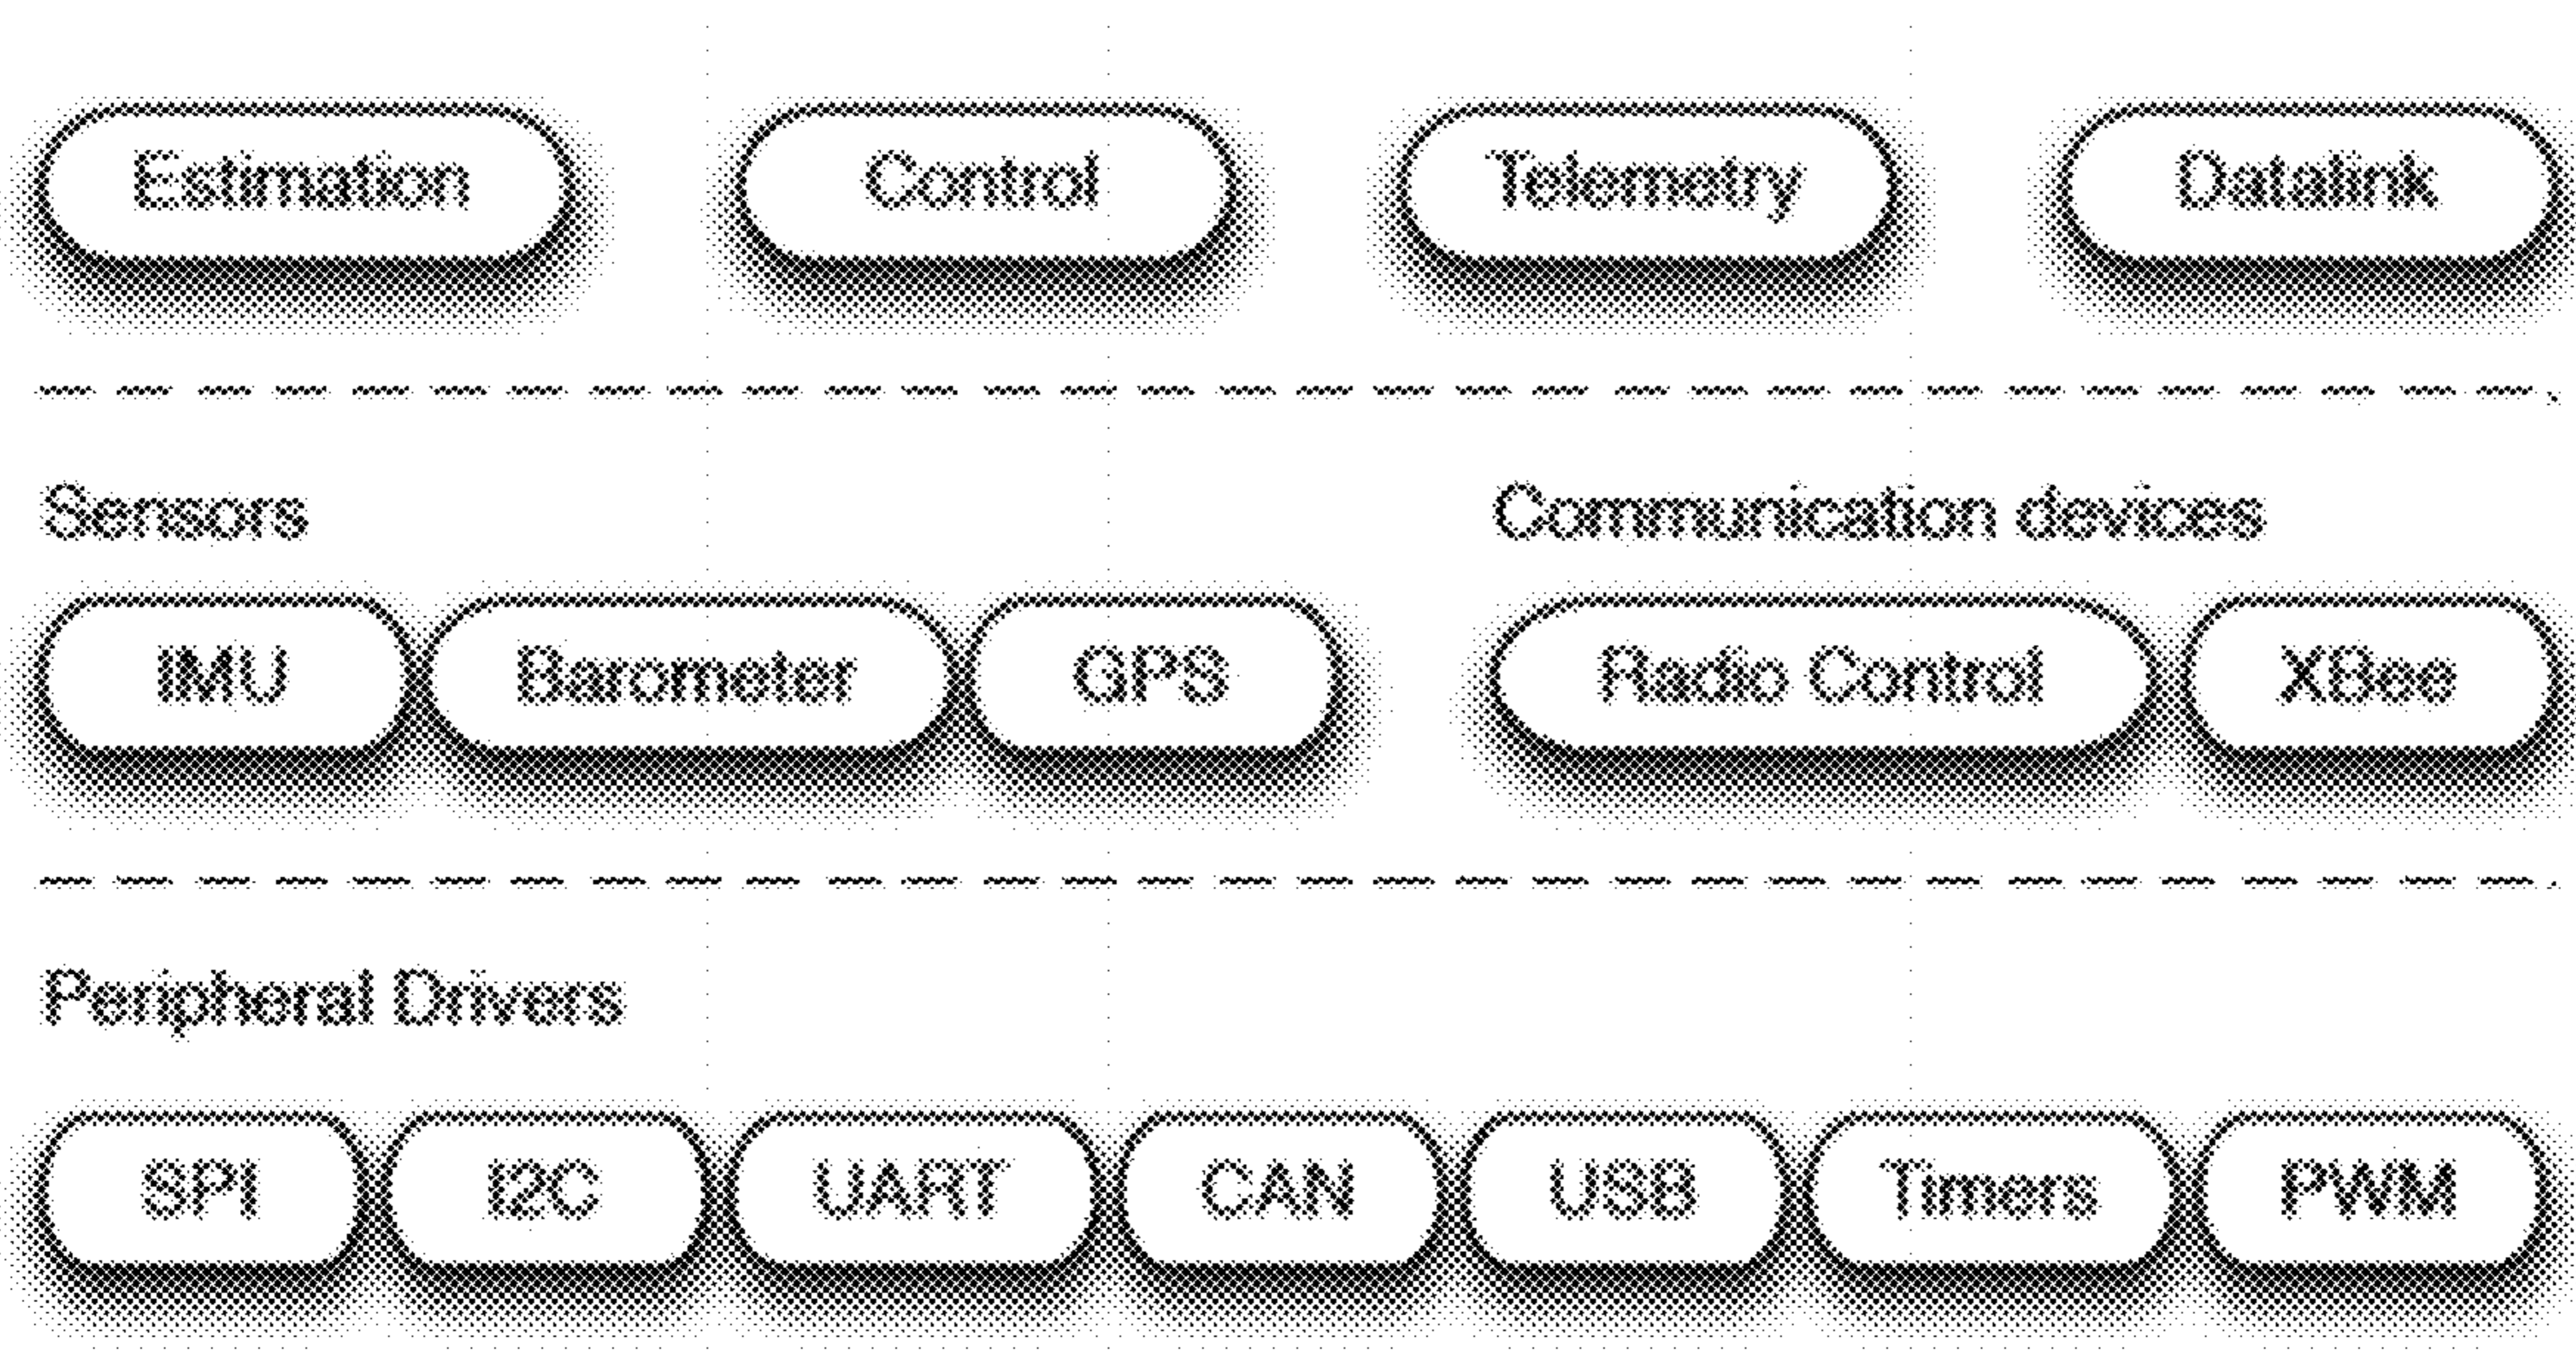 Estimation Control Telemetry Datalink
Sensors Communication devices
IMU Barometer GPS Radio Control XBee
Peripheral Drivers
SPI I2C UART CAN USB Timers PWM